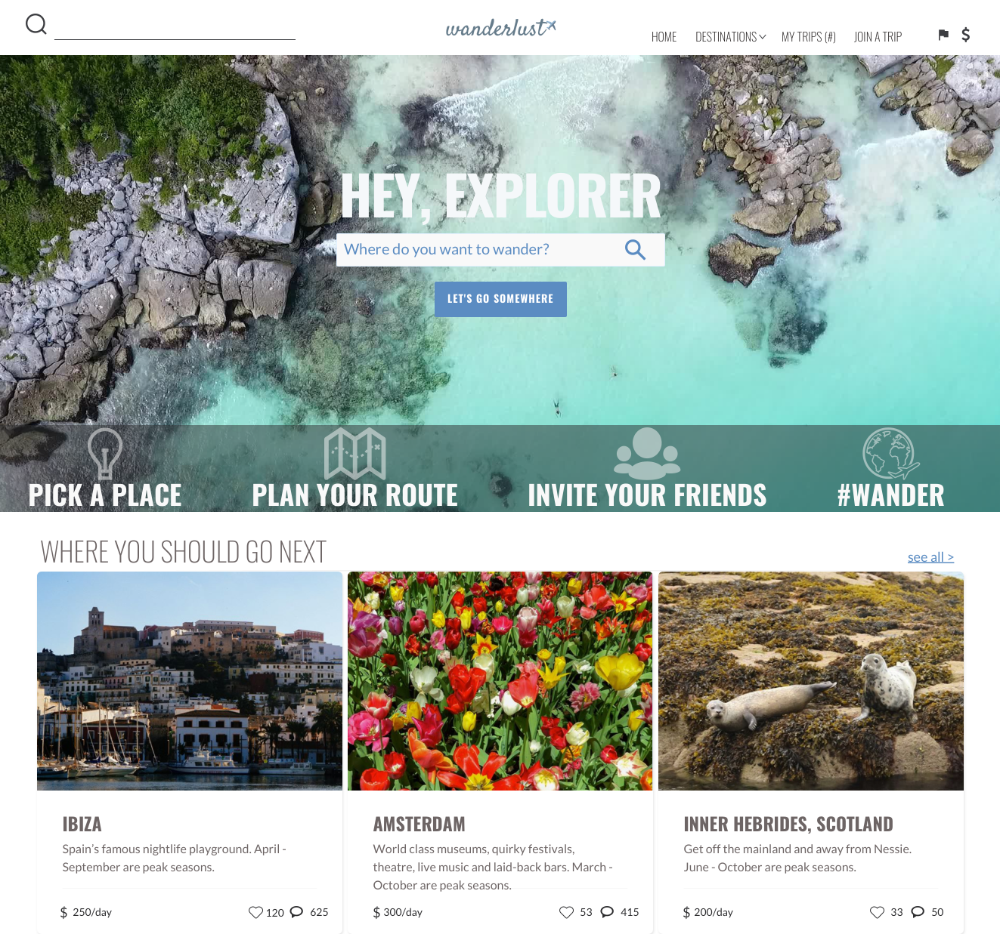 wanderlust
HOME DESTINATIONS MY TRIPS (#) JOIN A TRIP $
HEY, EXPLORER
Where do you want to wander?
LET'S GO SOMEWHERE
PICK A PLACE PLAN YOUR ROUTE INVITE YOUR FRIENDS #WANDER
WHERE YOU SHOULD GO NEXT
see all >
IBIZA
Spain’s famous nightlife playground. April -
September are peak seasons.
$ 250/day 120 625
AMSTERDAM
World class museums, quirky festivals,
theatre, live music and laid-back bars. March -
October are peak seasons.
$ 300/day 53 415
INNER HEBRIDES, SCOTLAND
Get off the mainland and away from Nessie.
June - October are peak seasons.
$ 200/day 33 50